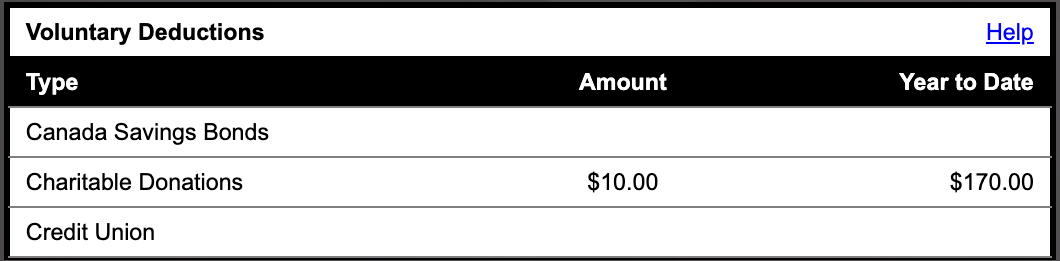 Voluntary Deductions Help
Type Amount Year to Date
Canada Savings Bonds
Charitable Donations $10.00 $170.00
Credit Union